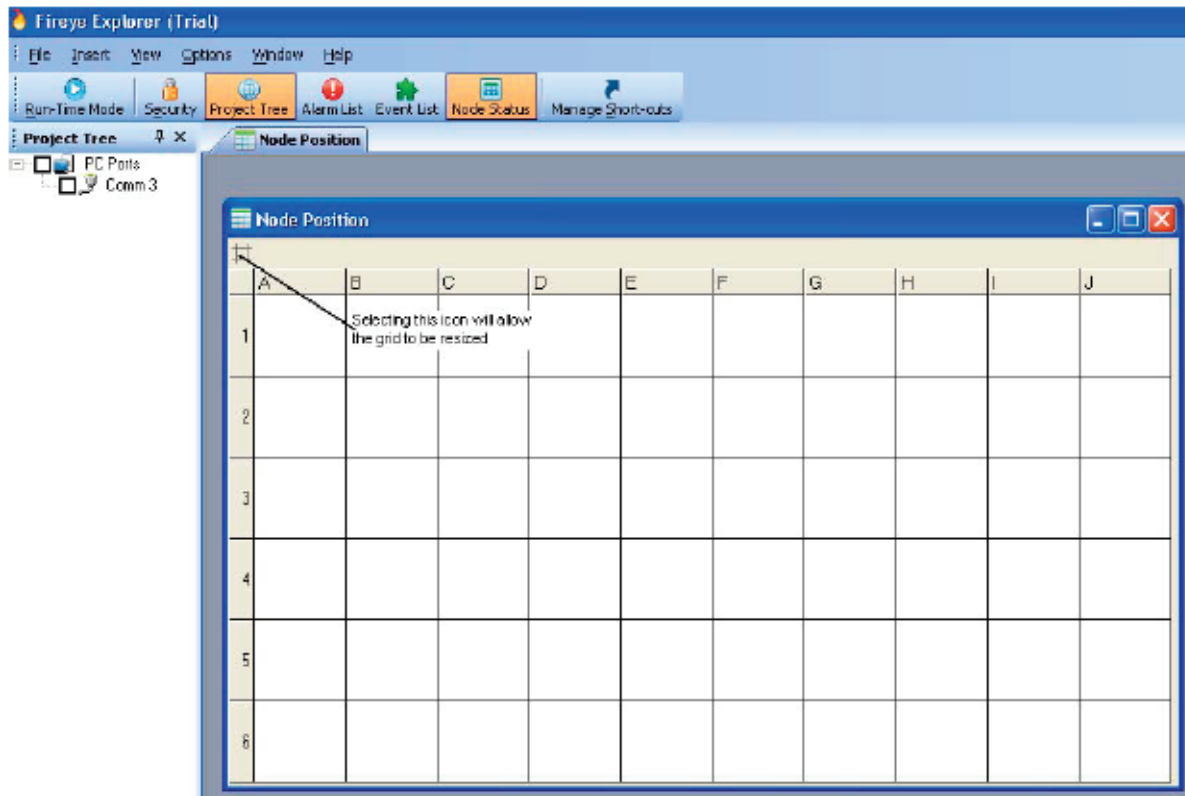 Fireye Explorer (Trial)
File Insert View Options Window Help
Run-Time Mode Security Project Tree Alarm List Event List Node Status Manage Short-cuts
Project Tree
Node Position
PC Ports
Comm 3
Node Position
A B C D E F G H I J
Selecting this icon will allow
the grid to be resized
1
2
3
4
5
6